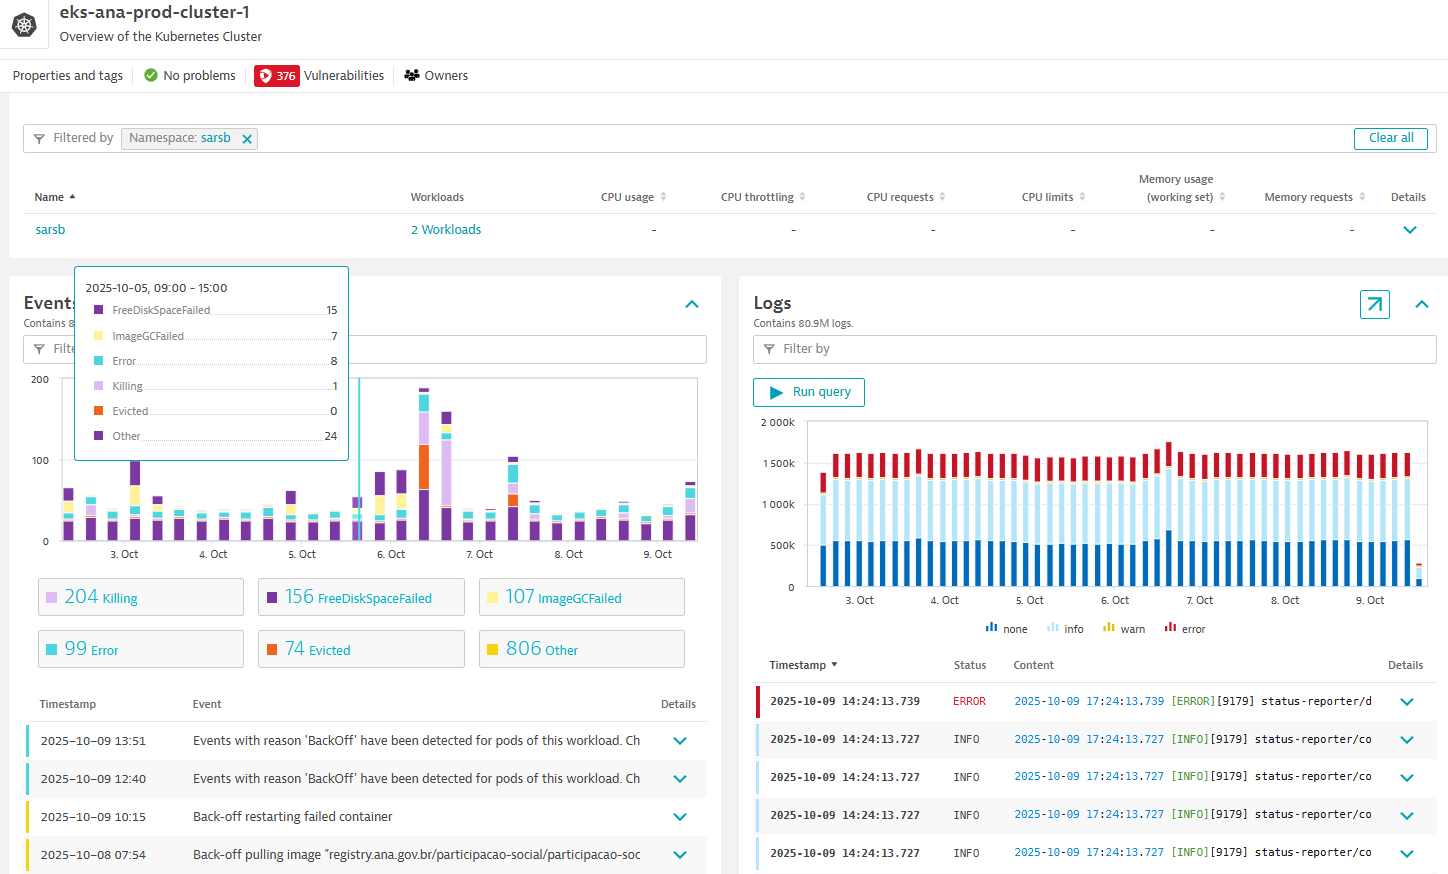 eks-ana-prod-cluster-1
Overview of the Kubernetes Cluster
Properties and tags
No problems
376 Vulnerabilities
Owners
Filtered by
Namespace: sarsb
Clear all
Name
Workloads
CPU usage
CPU throttling
CPU requests
CPU limits
Memory usage
(working set)
Memory requests
Details
sarsb
2 Workloads
- - - - - -
2025-10-05, 09:00 - 15:00
FreeDiskSpaceFailed 15
ImageGCFailed 7
Error 8
Killing 1
Evicted 0
Other 24
Contains
200
100
0
3. Oct
4. Oct
5. Oct
6. Oct
7. Oct
8. Oct
9. Oct
204 Killing
156 FreeDiskSpaceFailed
107 ImageGCFailed
99 Error
74 Evicted
806 Other
Timestamp
Event
Details
2025-10-09 13:51
Events with reason 'BackOff' have been detected for pods of this workload. Ch
2025-10-09 12:40
Events with reason 'BackOff' have been detected for pods of this workload. Ch
2025-10-09 10:15
Back-off restarting failed container
2025-10-08 07:54
Back-off pulling image "registry.ana.gov.br/participacao-social/participacao-soc
Logs
Contains 80.9M logs.
Filter by
Run query
2 000k
1 500k
1 000k
500k
0
3. Oct
4. Oct
5. Oct
6. Oct
7. Oct
8. Oct
9. Oct
none
info
warn
error
Timestamp
Status
Content
Details
2025-10-09 14:24:13.739 ERROR 2025-10-09 17:24:13.739 [ERROR][9179] status-reporter/d
2025-10-09 14:24:13.727 INFO 2025-10-09 17:24:13.727 [INFO][9179] status-reporter/co
2025-10-09 14:24:13.727 INFO 2025-10-09 17:24:13.727 [INFO][9179] status-reporter/co
2025-10-09 14:24:13.727 INFO 2025-10-09 17:24:13.727 [INFO][9179] status-reporter/co
2025-10-09 14:24:13.727 INFO 2025-10-09 17:24:13.727 [INFO][9179] status-reporter/co